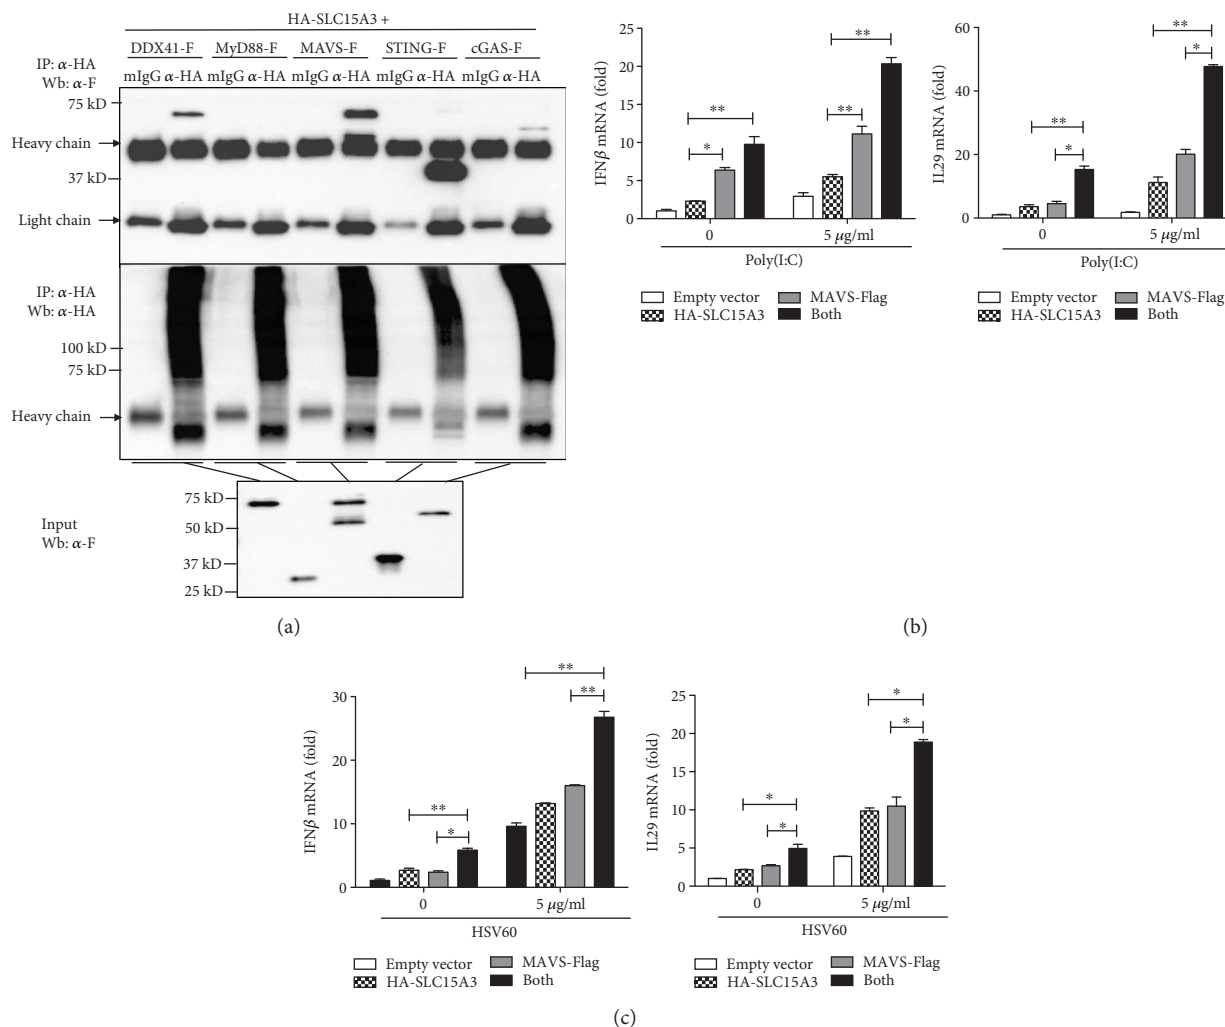 HA-SLC15A3 +
DDX41-F MyD88-F MAVS-F STING-F cGAS-F
IP: α-HA
Wb: α-F
mIgG α-HA mIgG α-HA mIgG α-HA mIgG α-HA mIgG α-HA
75 kD
Heavy chain
37 kD
Light chain
IP: α-HA
Wb: α-HA
100 kD
75 kD
Heavy chain
Input
Wb: α-F
75 kD
50 kD
37 kD
25 kD
(a)
IFNβ mRNA (fold)
25
20
15
10
5
0
** ** ** *
0 5 μg/ml
Poly(I:C)
Empty vector MAVS-Flag
HA-SLC15A3 Both
IL29 mRNA (fold)
60
40
20
0
** * ** *
0 5 μg/ml
Poly(I:C)
Empty vector MAVS-Flag
HA-SLC15A3 Both
(b)
IFNβ mRNA (fold)
30
20
10
0
** ** ** *
0 5 μg/ml
HSV60
Empty vector MAVS-Flag
HA-SLC15A3 Both
IL29 mRNA (fold)
25
20
15
10
5
0
* * * *
0 5 μg/ml
HSV60
Empty vector MAVS-Flag
HA-SLC15A3 Both
(c)